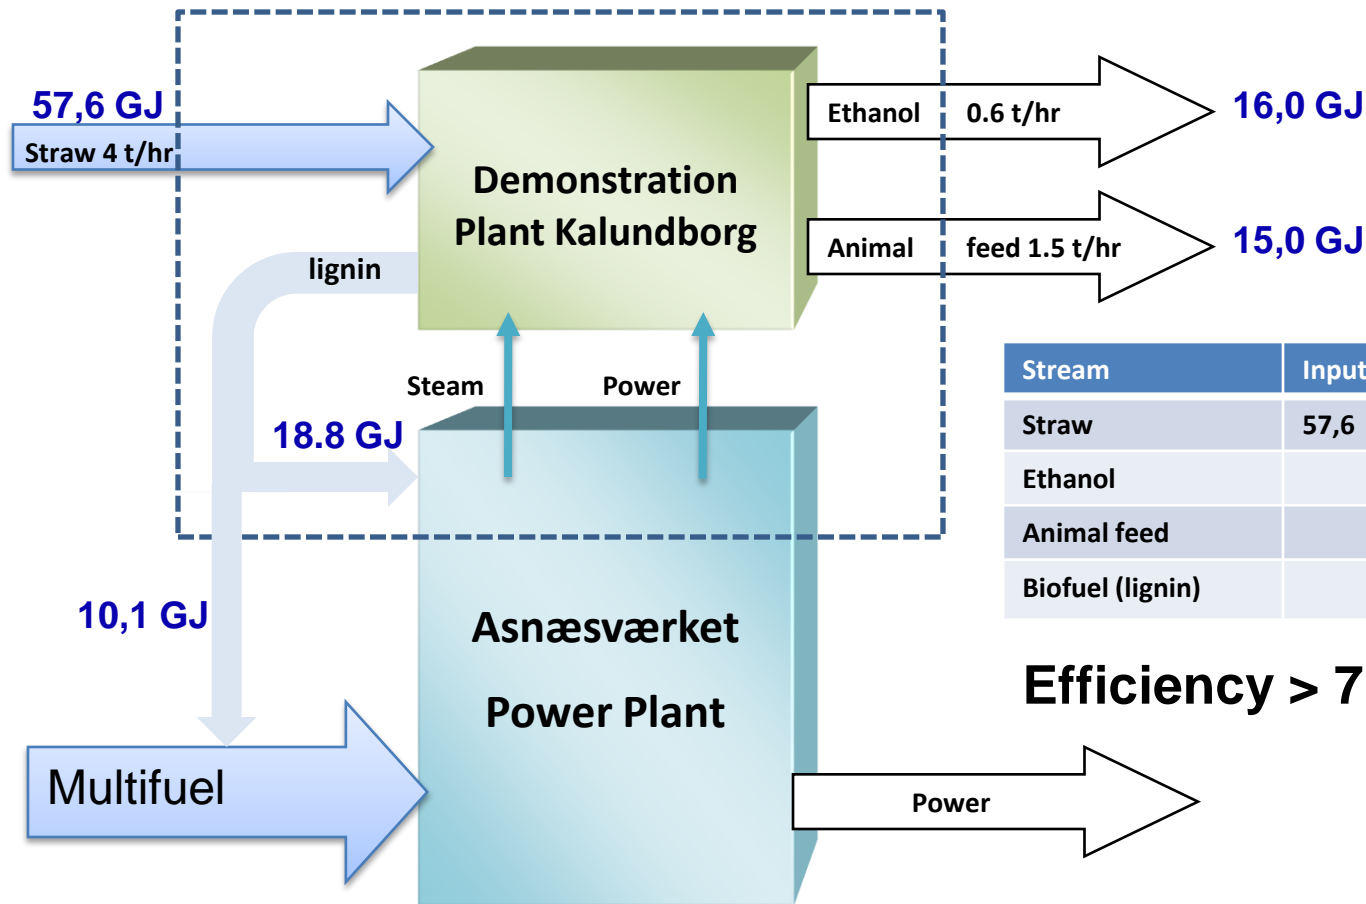 57,6 GJ
Straw 4 t/hr
Demonstration
Plant Kalundborg
Ethanol 0.6 t/hr
16,0 GJ
Animal feed 1.5 t/hr
15,0 GJ
lignin
Steam
Power
18.8 GJ
10,1 GJ
Stream Input
Straw 57,6
Ethanol
Animal feed
Biofuel (lignin)
Asnæsværket
Power Plant
Efficiency > 7
Multifuel
Power